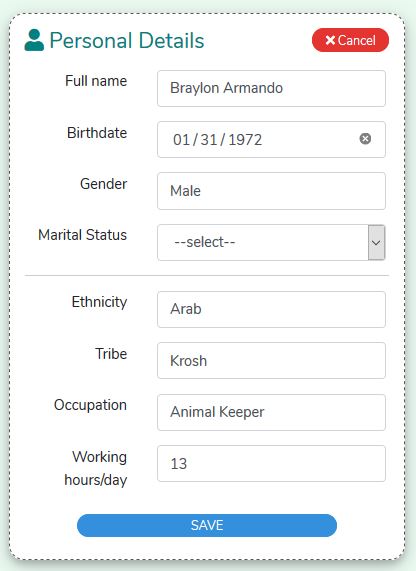 Personal Details
Cancel
Full name
Braylon Armando
Birthdate
01/31/1972
Gender
Male
Marital Status
--select--
Ethnicity
Arab
Tribe
Krosh
Occupation
Animal Keeper
Working
hours/day
13
SAVE